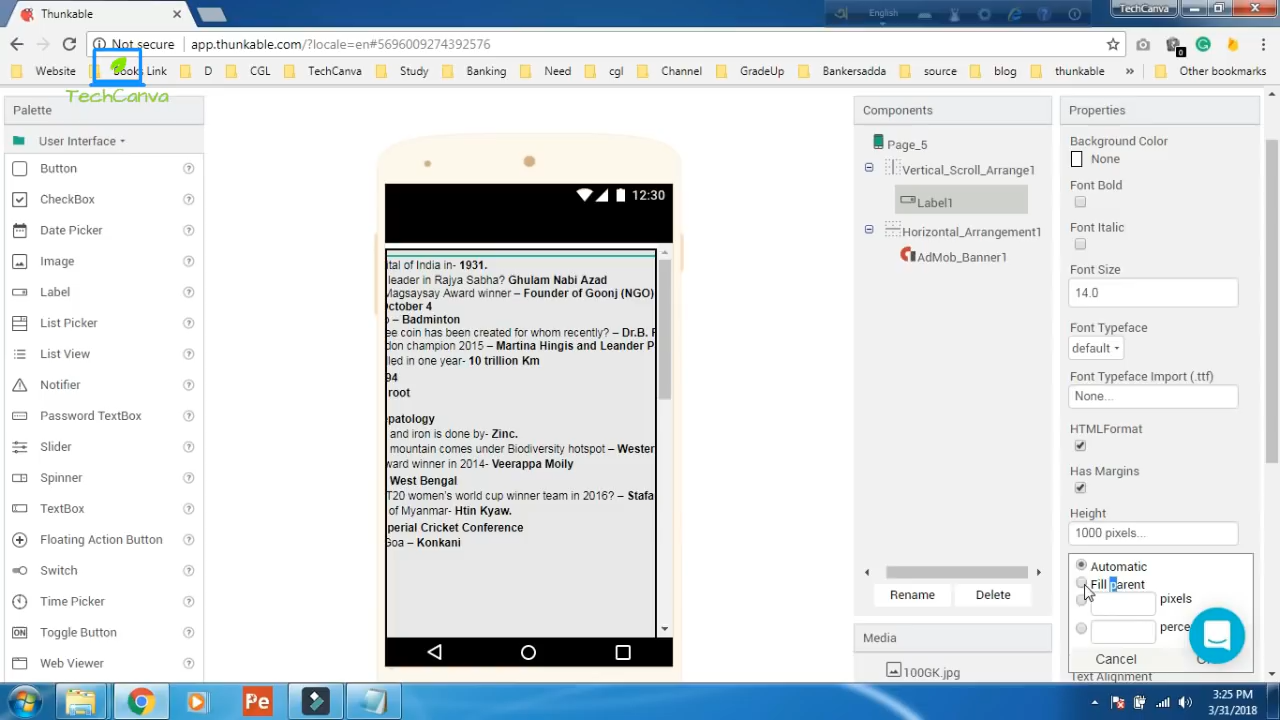 Thunkable
English
TechCanva
Not secure
app.thunkable.com/?locale=en#5696009274392576
Website
Books Link
D
CGL
TechCanva
Study
Banking
Need
cgl
Channel
GradeUp
Bankersadda
source
blog
thunkable
»
Other bookmarks
TechCanva
Palette
User Interface
Button
CheckBox
Date Picker
Image
Label
List Picker
List View
Notifier
Password TextBox
Slider
Spinner
TextBox
Floating Action Button
Switch
Time Picker
Toggle Button
Web Viewer
12:30
ital of India in- 1931.
leader in Rajya Sabha? Ghulam Nabi Azad
Magsaysay Award winner – Founder of Goonj (NGO)
ctober 4
o – Badminton
ee coin has been created for whom recently? – Dr.B.
don champion 2015 – Martina Hingis and Leander P
lled in one year- 10 trillion Km
94
root
patology
and iron is done by- Zinc.
mountain comes under Biodiversity hotspot – Wester
ward winner in 2014- Veerappa Moily
West Bengal
T20 women's world cup winner team in 2016? – Stafa
of Myanmar- Htin Kyaw.
perial Cricket Conference
Goa – Konkani
Components
Page_5
Vertical_Scroll_Arrange1
Label1
Horizontal_Arrangement1
AdMob_Banner1
Rename
Delete
Media
100GK.jpg
Properties
Background Color
None
Font Bold
Font Italic
Font Size
14.0
Font Typeface
default
Font Typeface Import (.ttf)
None...
HTMLFormat
Has Margins
Height
1000 pixels...
Automatic
Fill parent
pixels
perce
Cancel
Text Alignment
ON
Pe
3:25 PM
3/31/2018